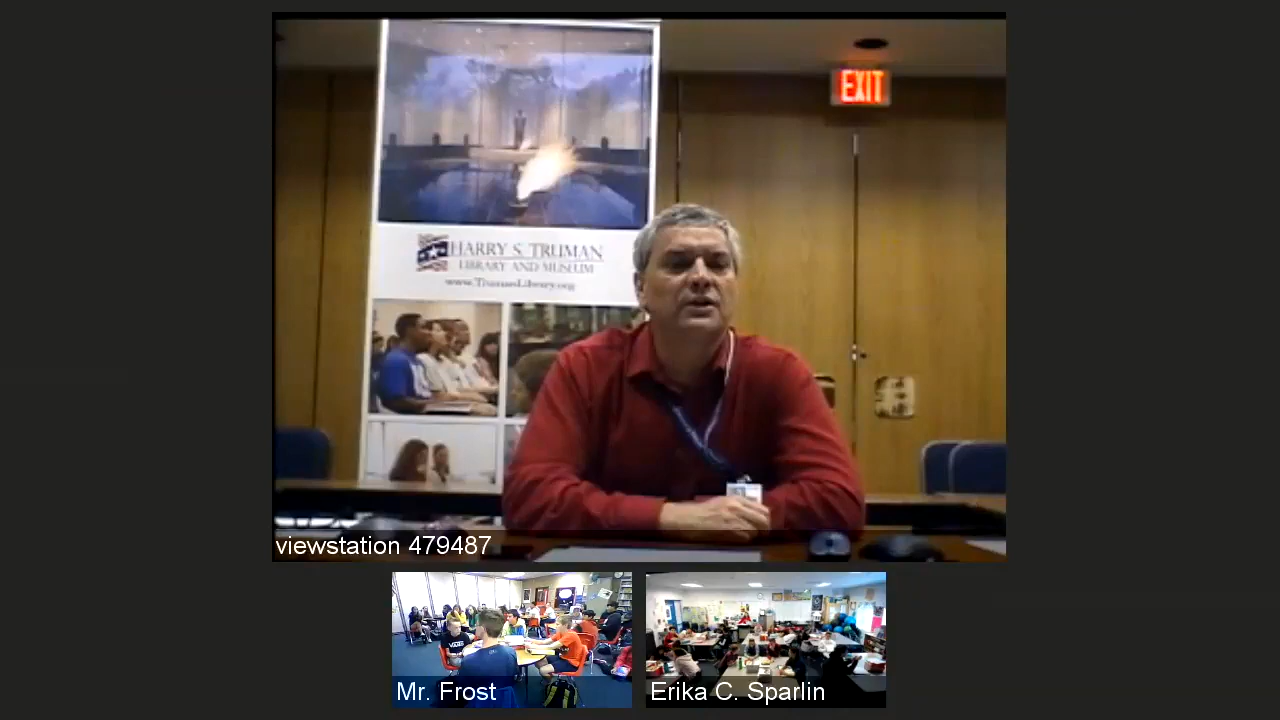 EXIT
HARRY S. TRUMAN
LIBRARY AND MUSEUM
www.TrumanLibrary.org
viewstation 479487
Mr. Frost
Erika C. Sparlin